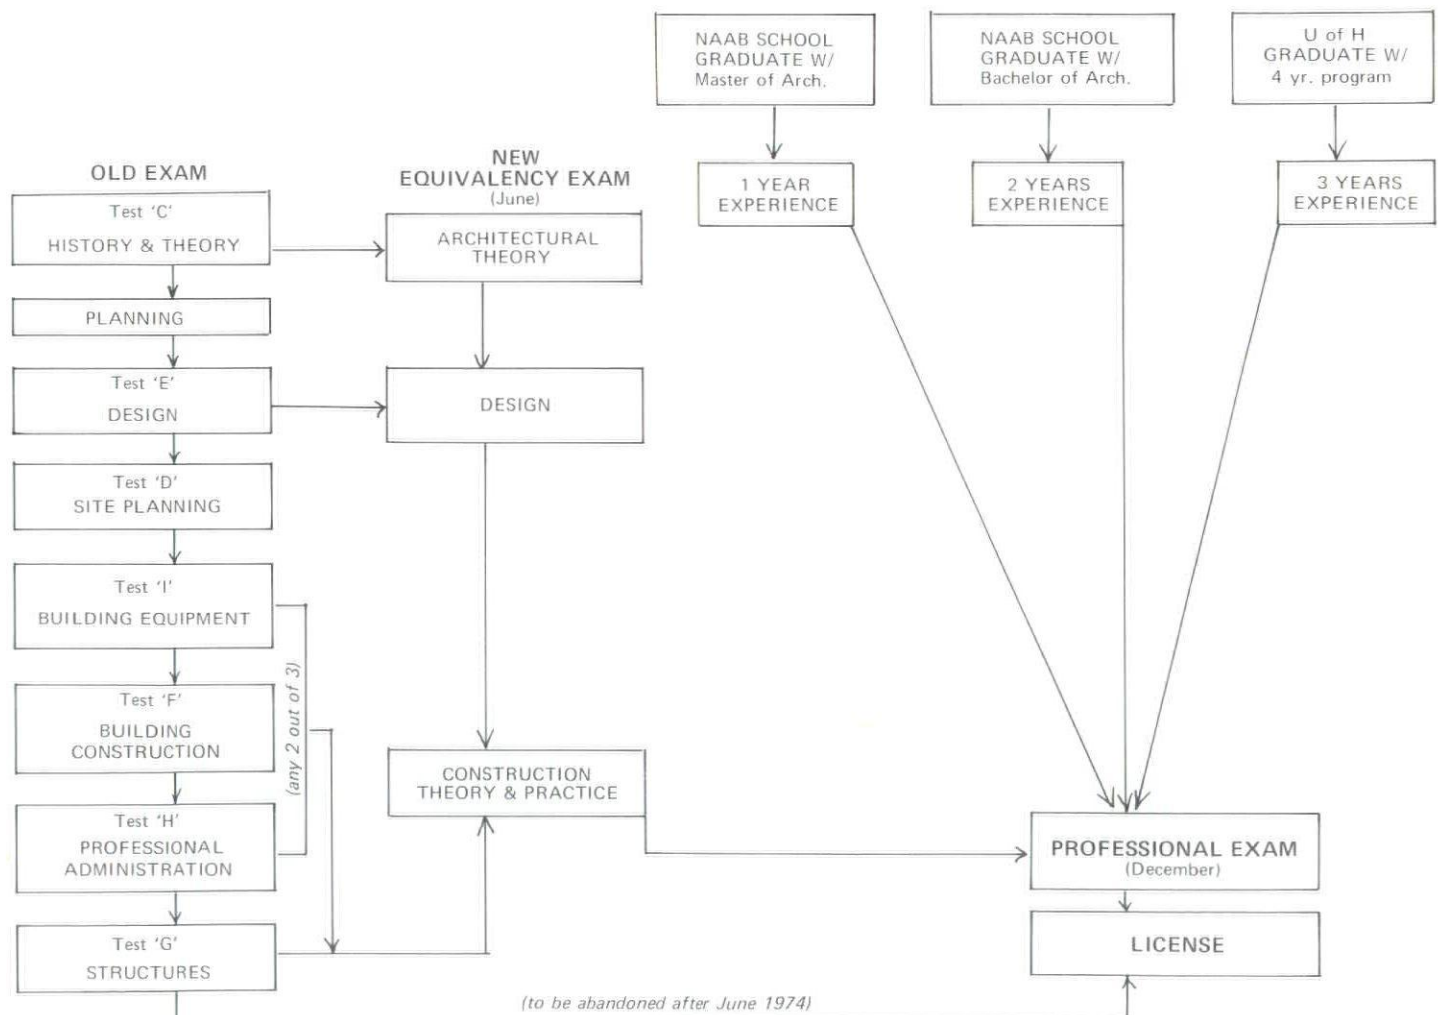 NAAB SCHOOL
GRADUATE W/
Master of Arch.
NAAB SCHOOL
GRADUATE W/
Bachelor of Arch.
U of H
GRADUATE W/
4 yr. program
1 YEAR
EXPERIENCE
2 YEARS
EXPERIENCE
3 YEARS
EXPERIENCE
OLD EXAM
Test 'C'
HISTORY & THEORY
PLANNING
Test 'E'
DESIGN
Test 'D'
SITE PLANNING
Test 'I'
BUILDING EQUIPMENT
Test 'F'
BUILDING
CONSTRUCTION
Test 'H'
PROFESSIONAL
ADMINISTRATION
Test 'G'
STRUCTURES
(any 2 out of 3)
NEW
EQUIVALENCY EXAM
(June)
ARCHITECTURAL
THEORY
DESIGN
CONSTRUCTION
THEORY & PRACTICE
PROFESSIONAL EXAM
(December)
LICENSE
(to be abandoned after June 1974)